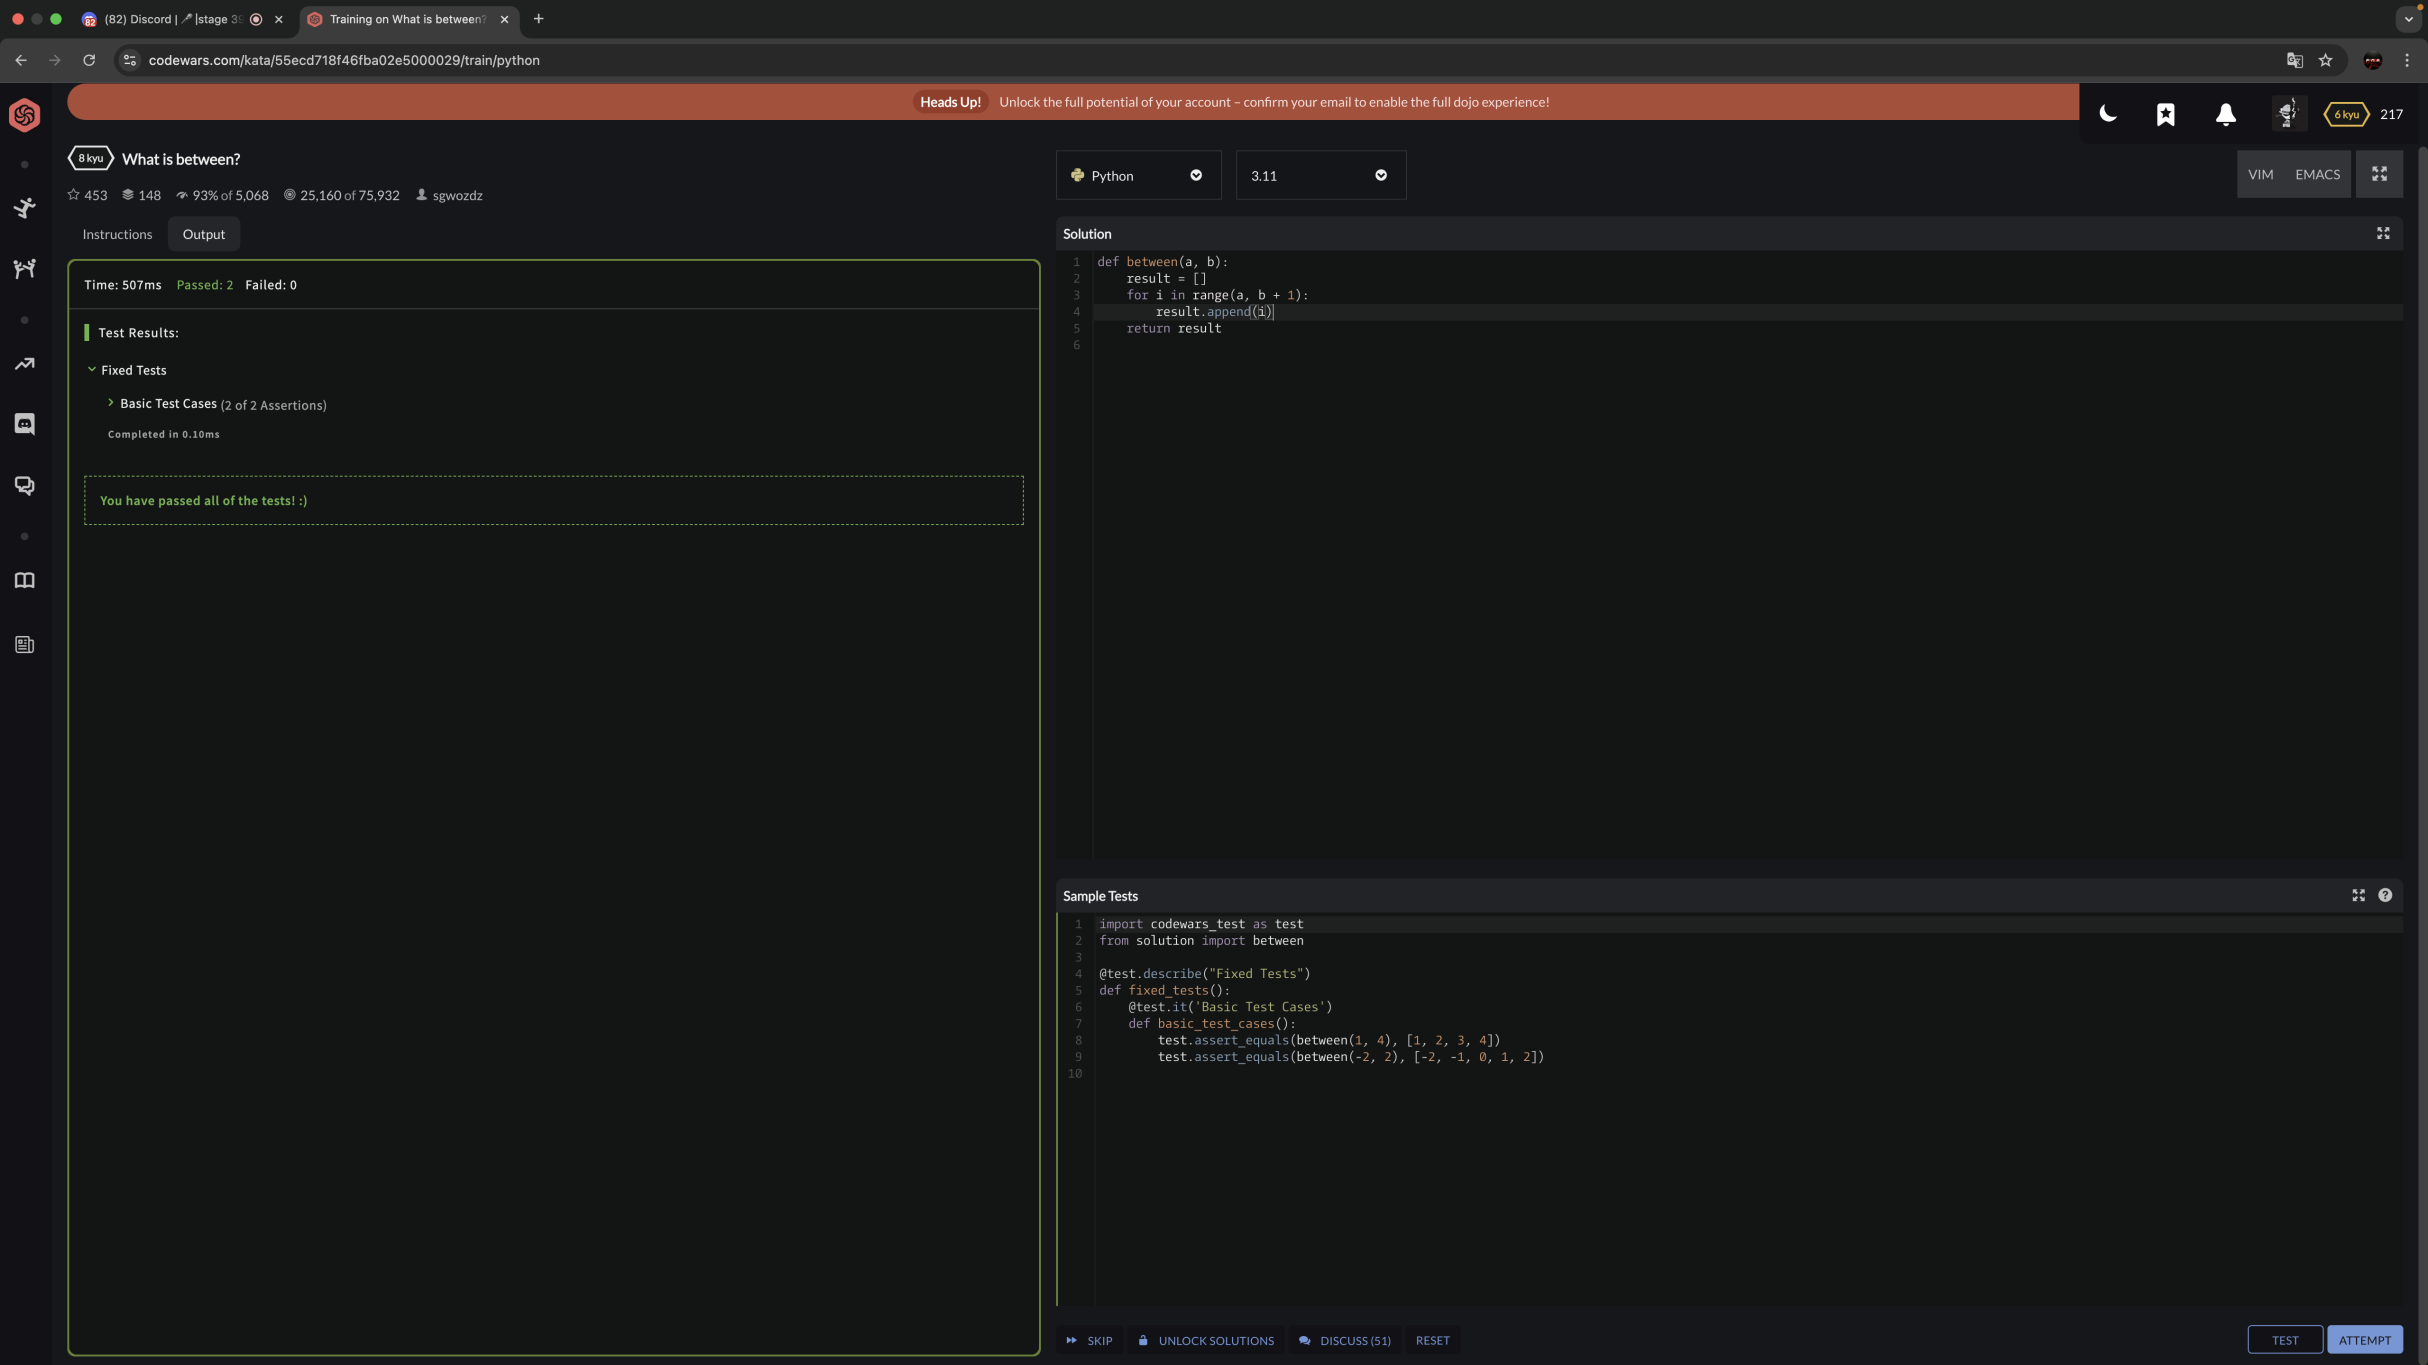 (82) Discord | 🎤|stage 39
Training on What is between?
codewars.com/kata/55ecd718f46fba02e5000029/train/python
Heads Up! Unlock the full potential of your account – confirm your email to enable the full dojo experience!
6 kyu 217
8 kyu What is between?
453 148 93% of 5,068 25,160 of 75,932 sgwozdz
Instructions Output
Time: 507ms Passed: 2 Failed: 0
Test Results:
Fixed Tests
Basic Test Cases (2 of 2 Assertions)
Completed in 0.10ms
You have passed all of the tests! :)
Python 3.11
VIM EMACS
Solution
1 def between(a, b):
2     result = []
3     for i in range(a, b + 1):
4         result.append(i)
5     return result
6
Sample Tests
1 import codewars_test as test
2 from solution import between
3
4 @test.describe("Fixed Tests")
5 def fixed_tests():
6     @test.it('Basic Test Cases')
7     def basic_test_cases():
8         test.assert_equals(between(1, 4), [1, 2, 3, 4])
9         test.assert_equals(between(-2, 2), [-2, -1, 0, 1, 2])
10
SKIP UNLOCK SOLUTIONS DISCUSS (51) RESET
TEST ATTEMPT